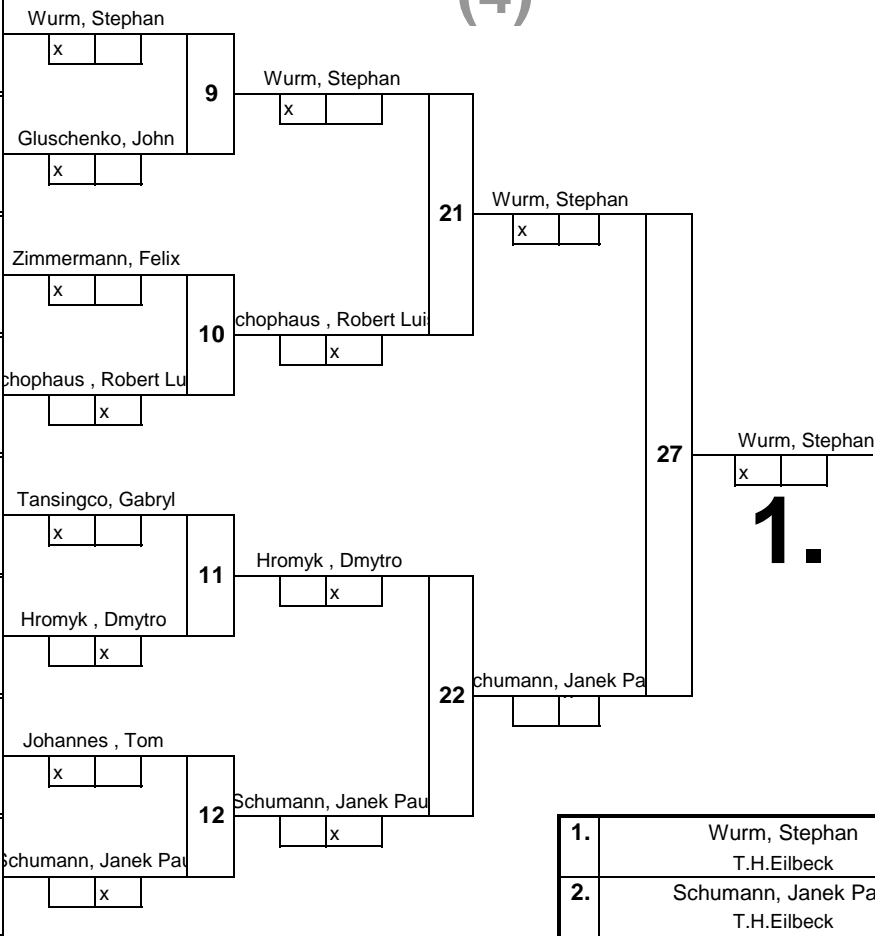 (4)
Wurm, Stephan
x
9
Wurm, Stephan
x
Gluschenko, John
x
21
Wurm, Stephan
x
Zimmermann, Felix
x
10
chophaus , Robert Lui
x
chophaus , Robert Lu
x
27
Wurm, Stephan
x
1.
Tansingco, Gabryl
x
11
Hromyk , Dmytro
x
Hromyk , Dmytro
x
22
chumann, Janek Pa
Johannes , Tom
x
12
Schumann, Janek Pau
x
Schumann, Janek Pau
x
1.
Wurm, Stephan
T.H.Eilbeck
2.
Schumann, Janek Pa
T.H.Eilbeck